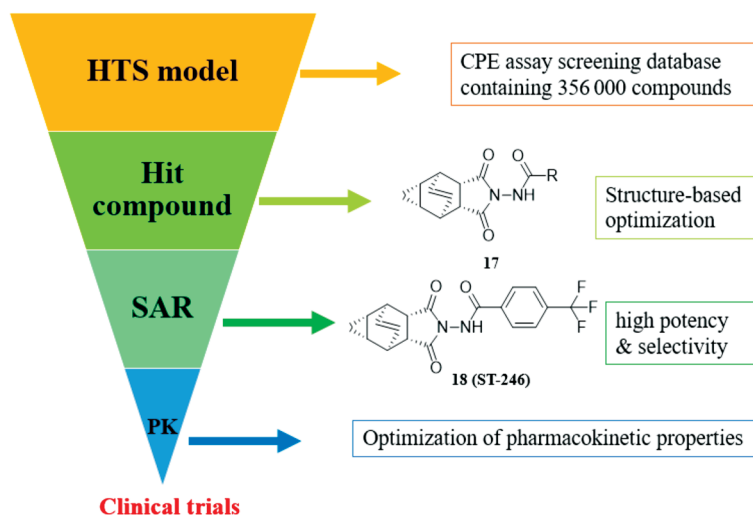 HTS model
CPE assay screening database
containing 356 000 compounds
Hit
compound
O
O
R
N
NH
O
17
Structure-based
optimization
SAR
O
O
F
F
F
N
NH
O
18 (ST-246)
high potency
& selectivity
PK
Optimization of pharmacokinetic properties
Clinical trials